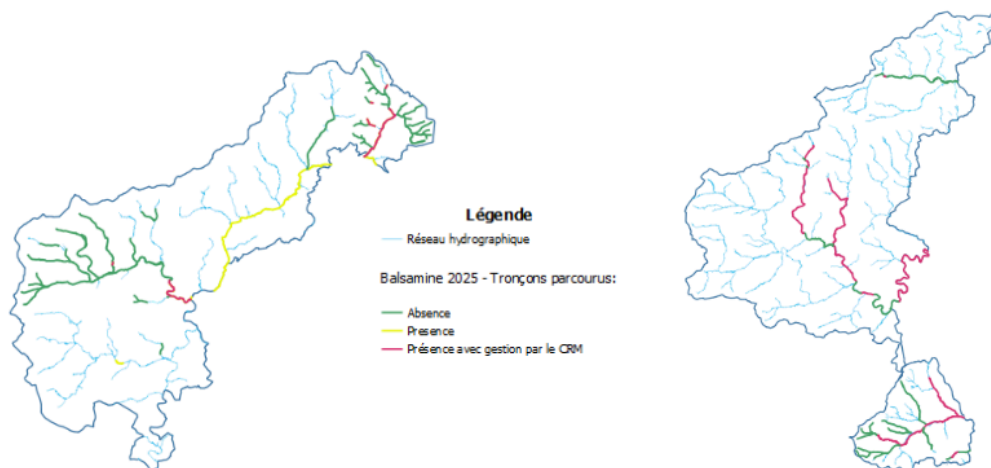 Légende
Réseau hydrographique
Balsamine 2025 - Tronçons parcourus:
Absence
Presence
Présence avec gestion par le CRM